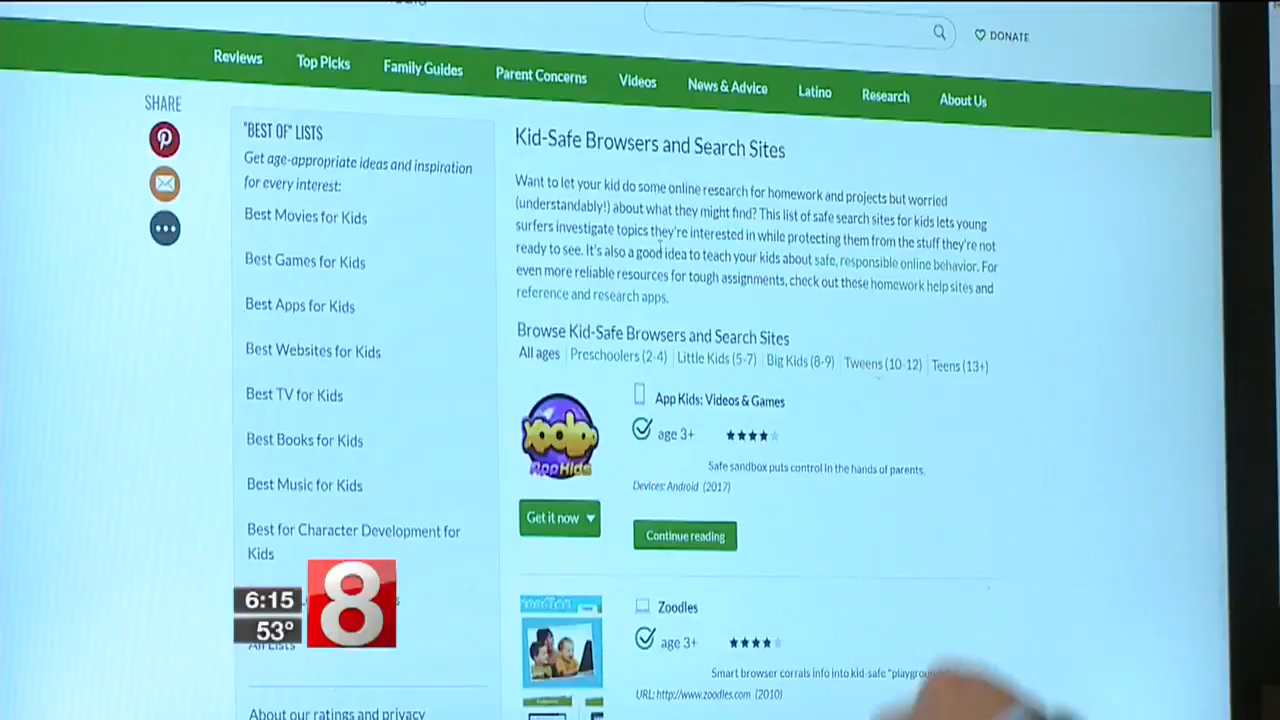 DONATE
Reviews Top Picks Family Guides Parent Concerns Videos News & Advice Latino Research About Us
SHARE
"BEST OF" LISTS
Get age-appropriate ideas and inspiration
for every interest:
Best Movies for Kids
Best Games for Kids
Best Apps for Kids
Best Websites for Kids
Best TV for Kids
Best Books for Kids
Best Music for Kids
Best for Character Development for
Kids
All Lists
About our ratings and privacy
Kid-Safe Browsers and Search Sites
Want to let your kid do some online research for homework and projects but worried
(understandably!) about what they might find? This list of safe search sites for kids lets young
surfers investigate topics they're interested in while protecting them from the stuff they're not
ready to see. It's also a good idea to teach your kids about safe, responsible online behavior. For
even more reliable resources for tough assignments, check out these homework help sites and
reference and research apps.
Browse Kid-Safe Browsers and Search Sites
All ages Preschoolers (2-4) Little Kids (5-7) Big Kids (8-9) Tweens (10-12) Teens (13+)
App Kids: Videos & Games
age 3+
Safe sandbox puts control in the hands of parents.
Devices: Android (2017)
AppKids
Get it now
Continue reading
Zoodles
age 3+
Smart browser corrals info into kid-safe
URL: http://www.zoodles.com (2010)
6:15
53°
8